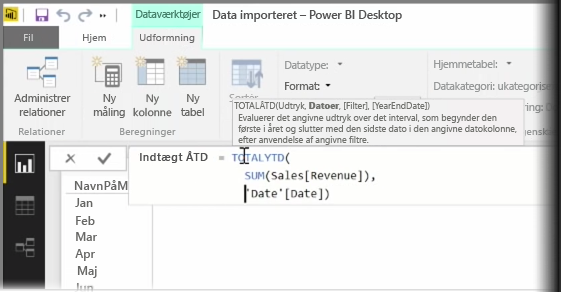 Dataværktøjer
Data importeret – Power BI Desktop
Fil
Hjem
Udformning
Administrer
relationer
Ny
måling
Ny
kolonne
Ny
tabel
Sortér
Datatype:
Format:
Hjemmetabel:
Datakategori: ukategorise
Relationer
Beregninger
TOTALÅTD(Udtryk, Datoer, [Filter], [YearEndDate])
Evaluerer det angivne udtryk over det interval, som begynder den
første i året og slutter med den sidste dato i den angivne datokolonne,
efter anvendelse af angivne filtre.
Indtægt ÅTD = TOTALYTD(
SUM(Sales[Revenue]),
'Date'[Date])
NavnPåM
Jan
Feb
Mar
Apr
Maj
Jun